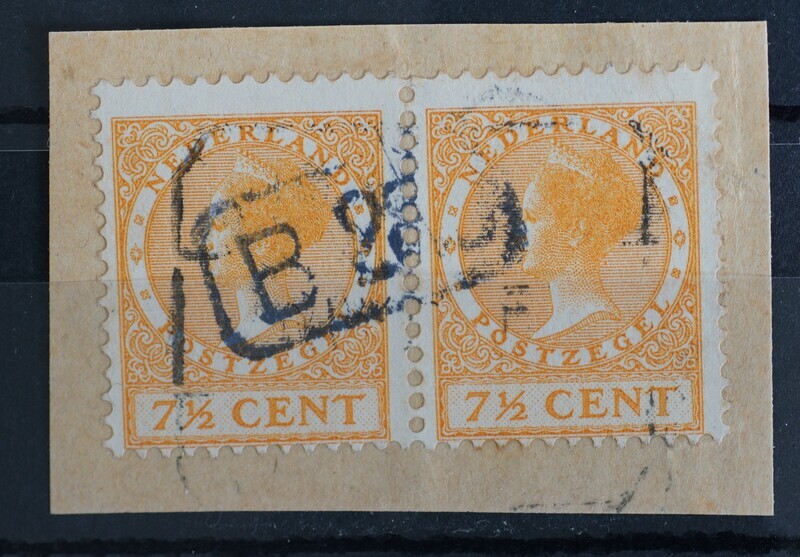 NEDERLAND
POSTZEGEL
7½ CENT
NEDERLAND
POSTZEGEL
7½ CENT
B